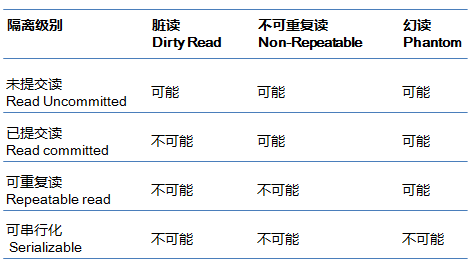 隔离级别 脏读 不可重复读 幻读
Dirty Read Non-Repeatable Phantom
未提交读
Read Uncommitted 可能 可能 可能
已提交读
Read committed 不可能 可能 可能
可重复读
Repeatable read 不可能 不可能 可能
可串行化
Serializable 不可能 不可能 不可能